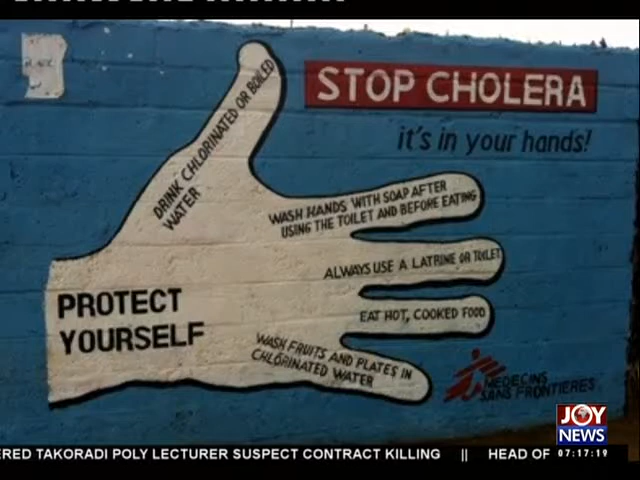 STOP CHOLERA
it's in your hands!
DRINK CHLORINATED OR BOILED
WATER
WASH HANDS WITH SOAP AFTER
USING THE TOILET AND BEFORE EATING
ALWAYS USE A LATRINE OR TOILET
EAT HOT, COOKED FOOD
WASH FRUITS AND PLATES IN
CHLORINATED WATER
PROTECT
YOURSELF
MEDECINS
SANS FRONTIERES
JOY
NEWS
ERED TAKORADI POLY LECTURER SUSPECT CONTRACT KILLING || HEAD OF 07:17:19